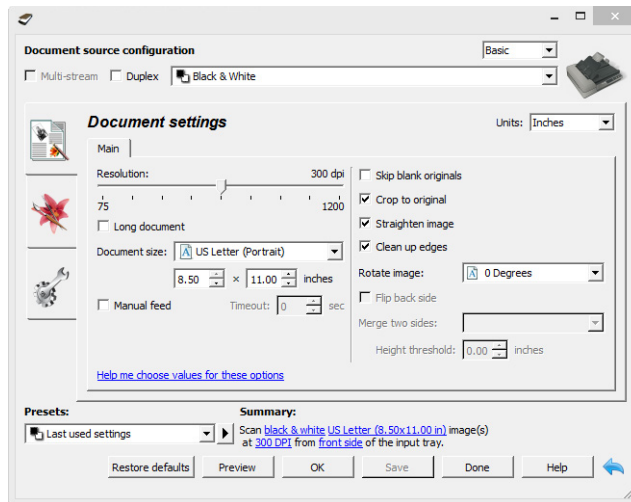 Document source configuration
Basic
Multi-stream
Duplex
Black & White
Document settings
Units: Inches
Main
Resolution: 300 dpi
75 1200
Long document
Document size: US Letter (Portrait)
8.50 × 11.00 inches
Manual feed Timeout: 0 sec
Skip blank originals
Crop to original
Straighten image
Clean up edges
Rotate image: 0 Degrees
Flip back side
Merge two sides:
Height threshold: 0.00 inches
Help me choose values for these options
Presets:
Last used settings
Summary:
Scan black & white US Letter (8.50x11.00 in) image(s)
at 300 DPI from front side of the input tray.
Restore defaults Preview OK Save Done Help